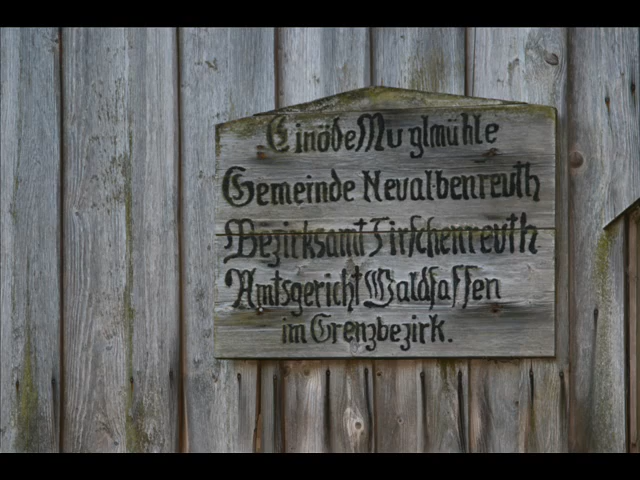 Einöde Muglmühle
Gemeinde Neualbenreuth
Bezirksamt Tirschenreuth
Amtsgericht Waldsassen
im Grenzbezirk.